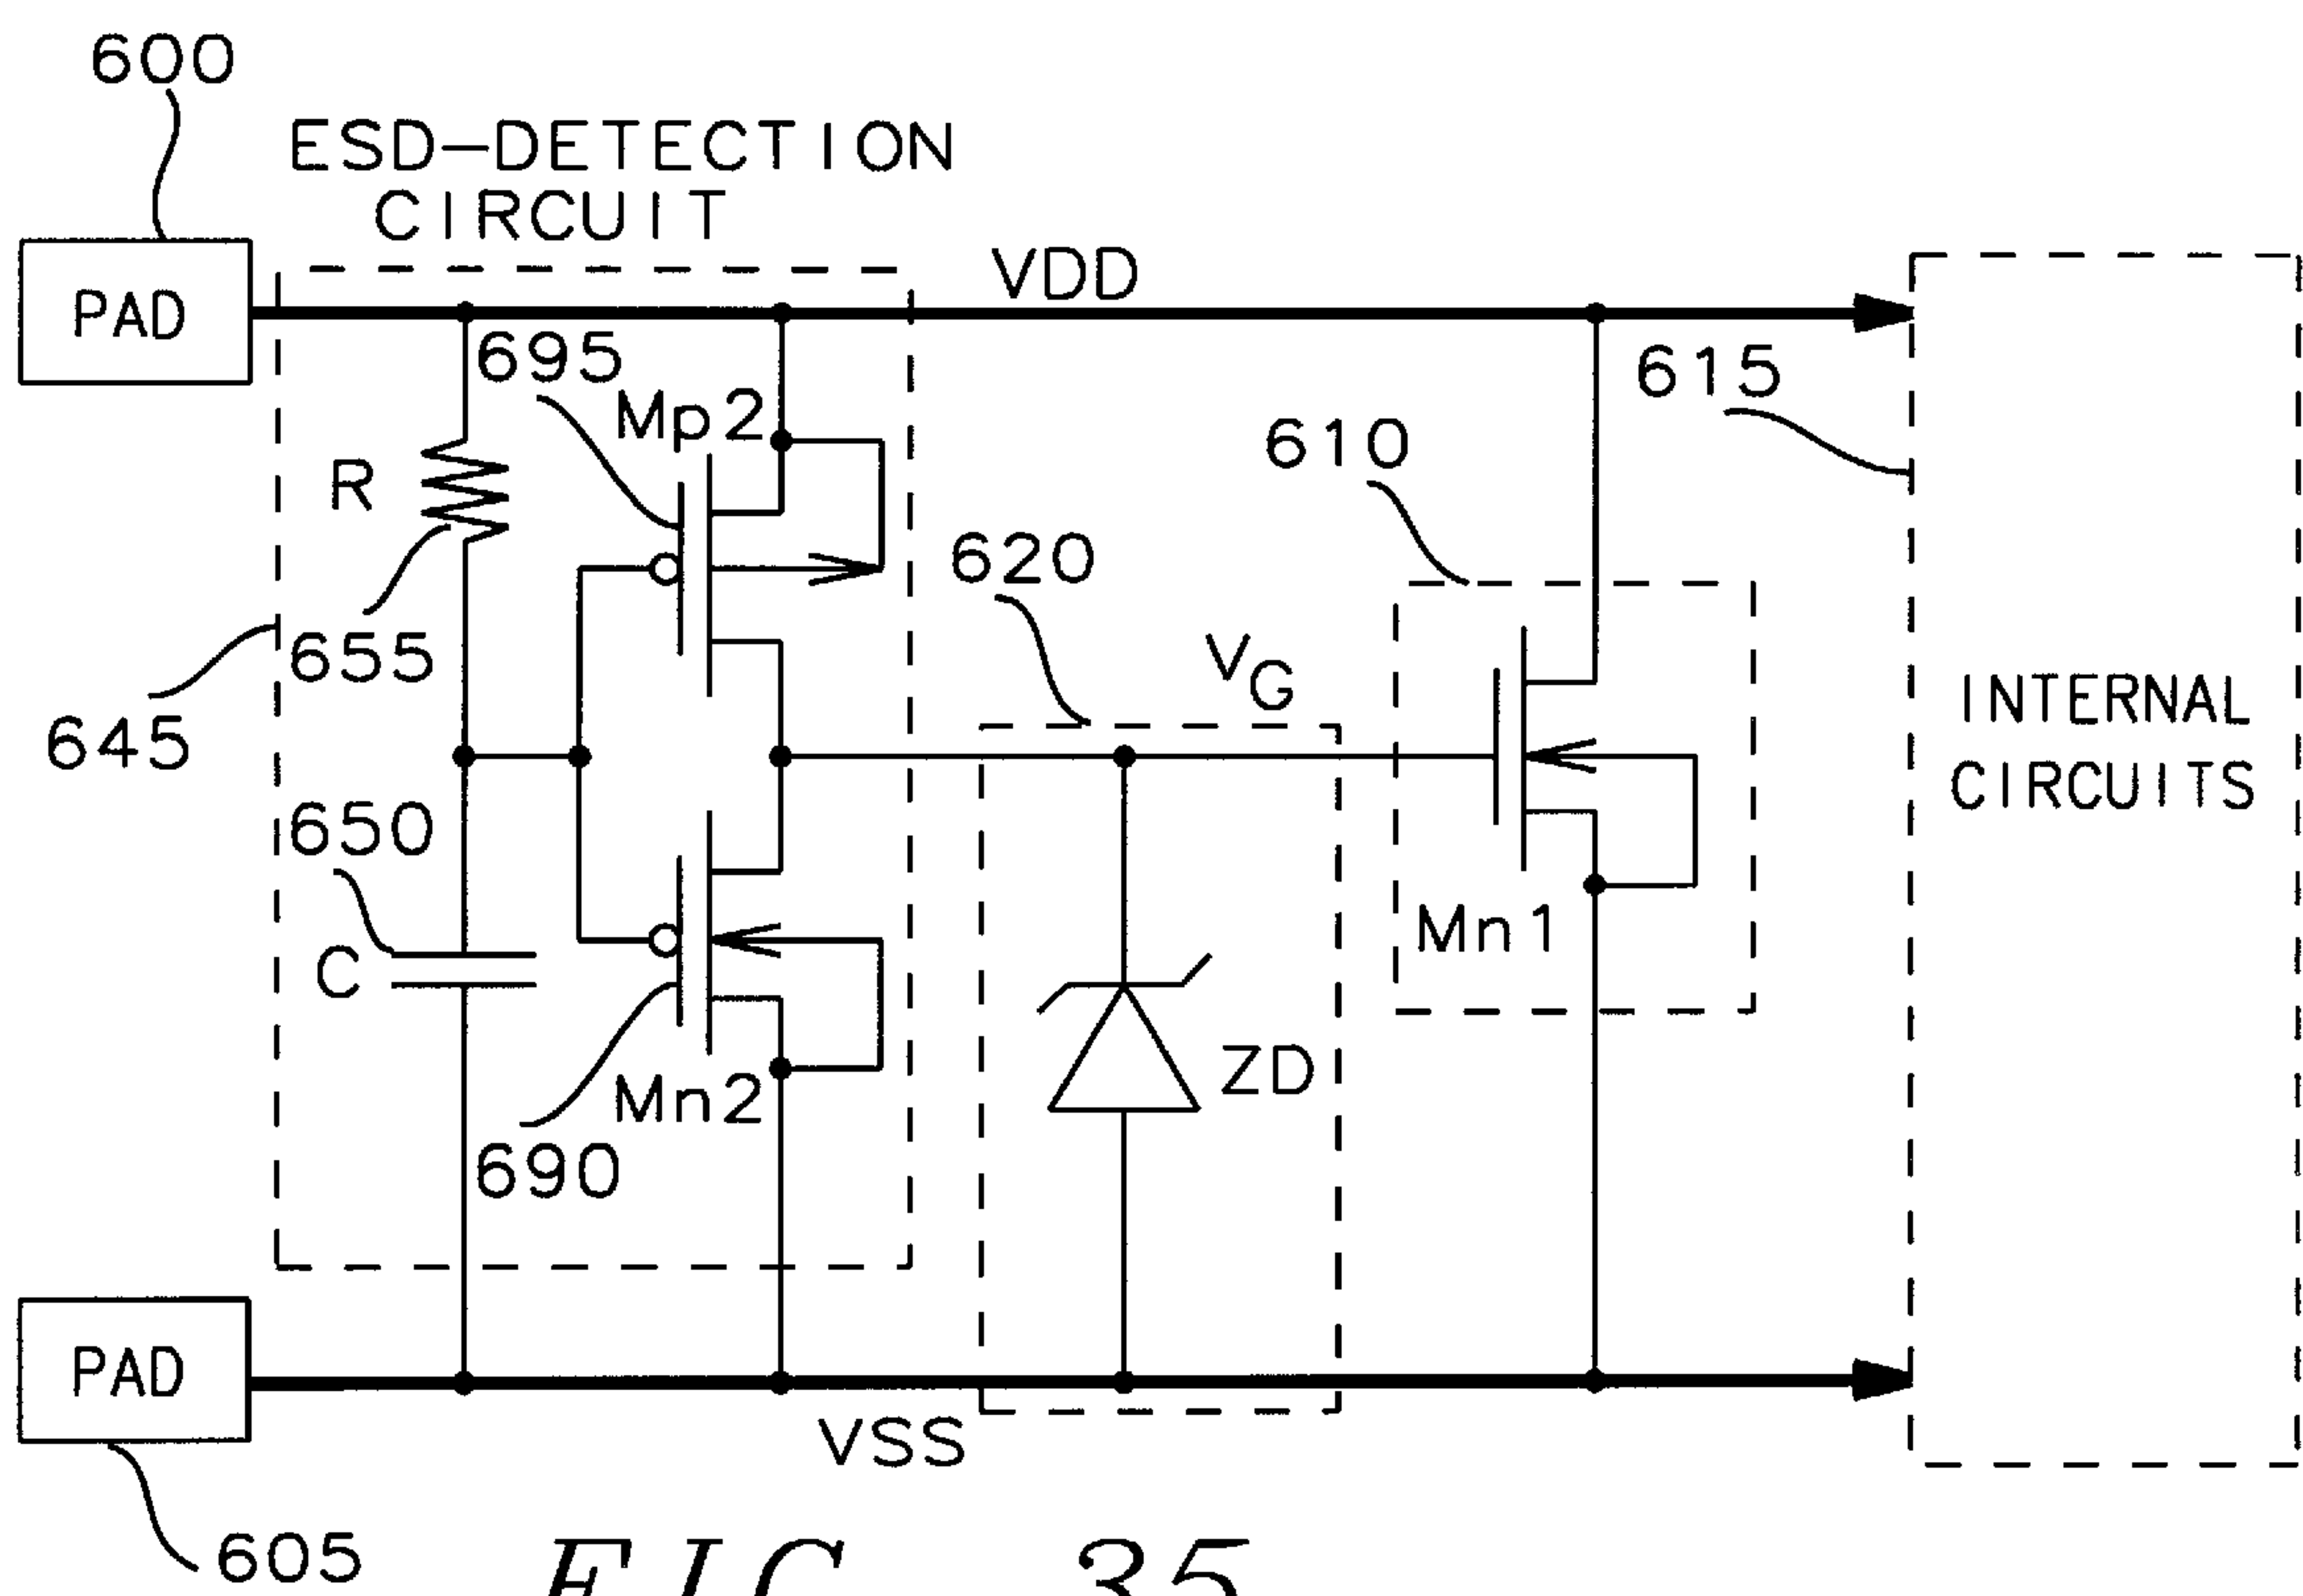 600
ESD-DETECTION
CIRCUIT
PAD
VDD
695
Mp2
615
610
R
620
655
VG
645
INTERNAL
CIRCUITS
650
C
Mn1
ZD
Mn2
690
PAD
VSS
605
FIG. 35